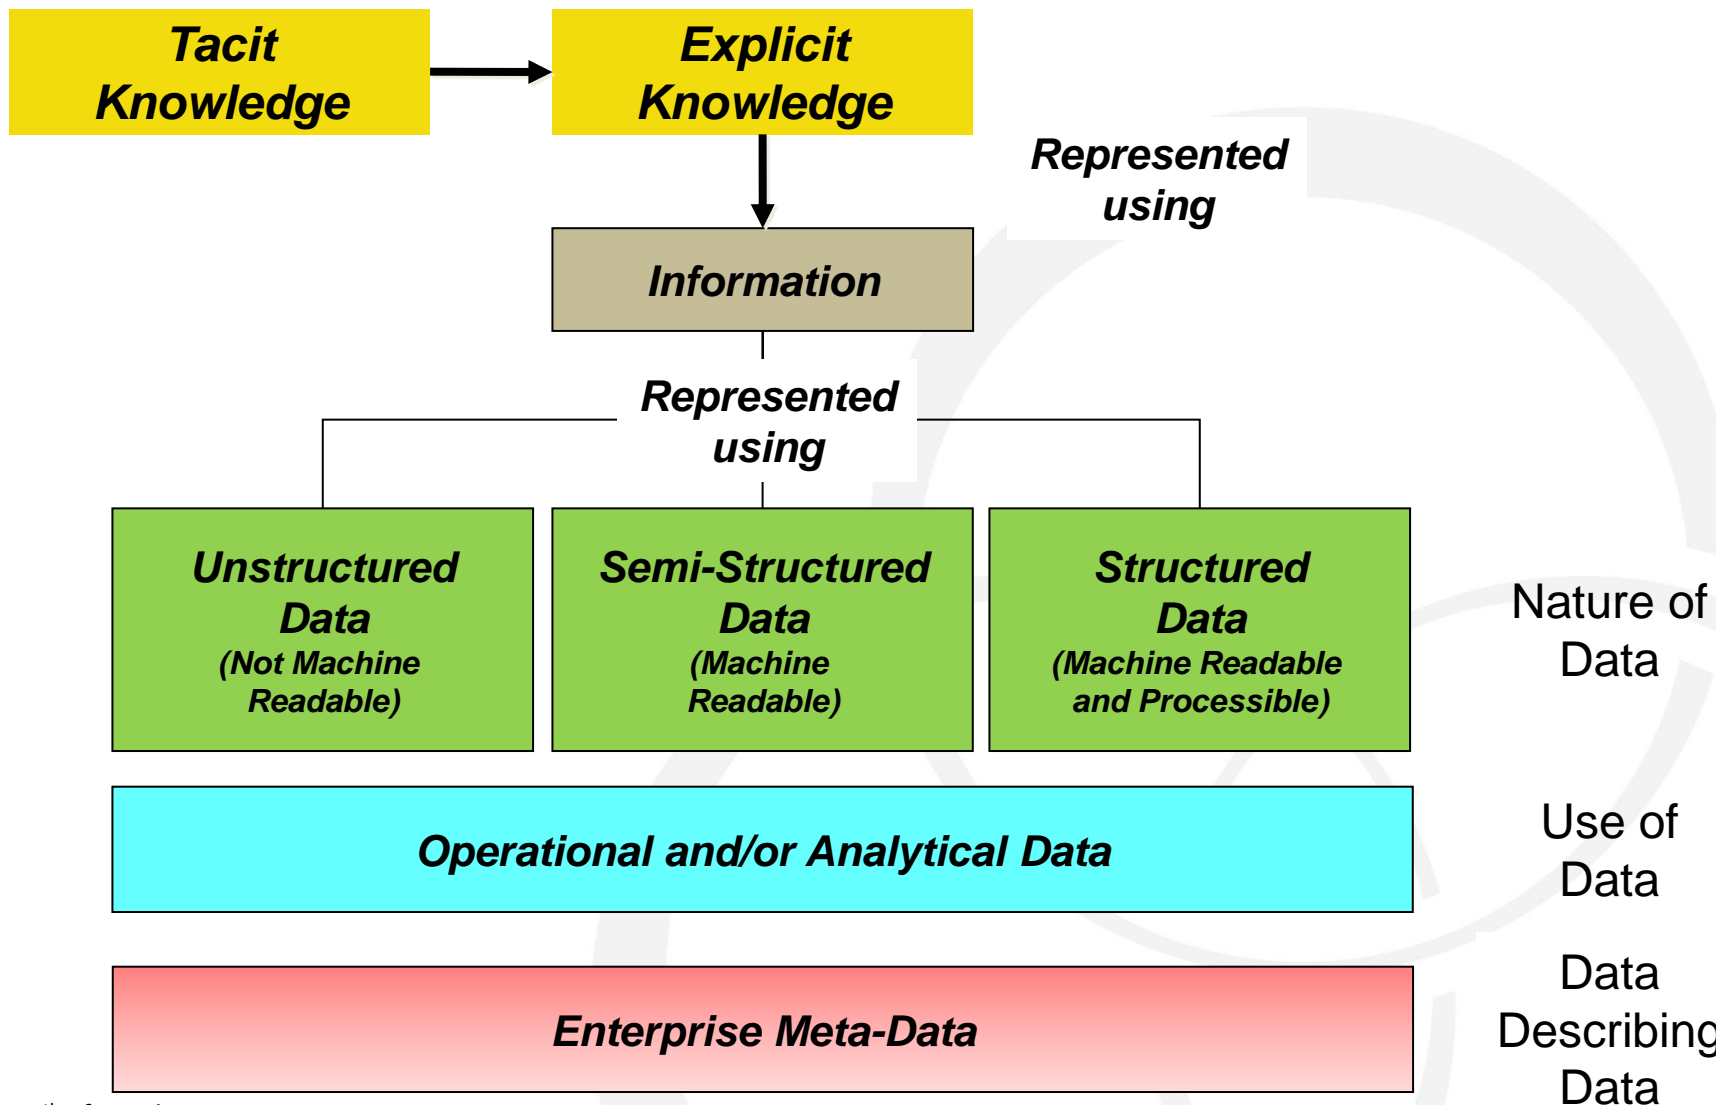 Tacit
Knowledge
Explicit
Knowledge
Represented
using
Information
Represented
using
Unstructured
Data
(Not Machine
Readable)
Semi-Structured
Data
(Machine
Readable)
Structured
Data
(Machine Readable
and Processible)
Nature of
Data
Operational and/or Analytical Data
Use of
Data
Enterprise Meta-Data
Data
Describing
Data